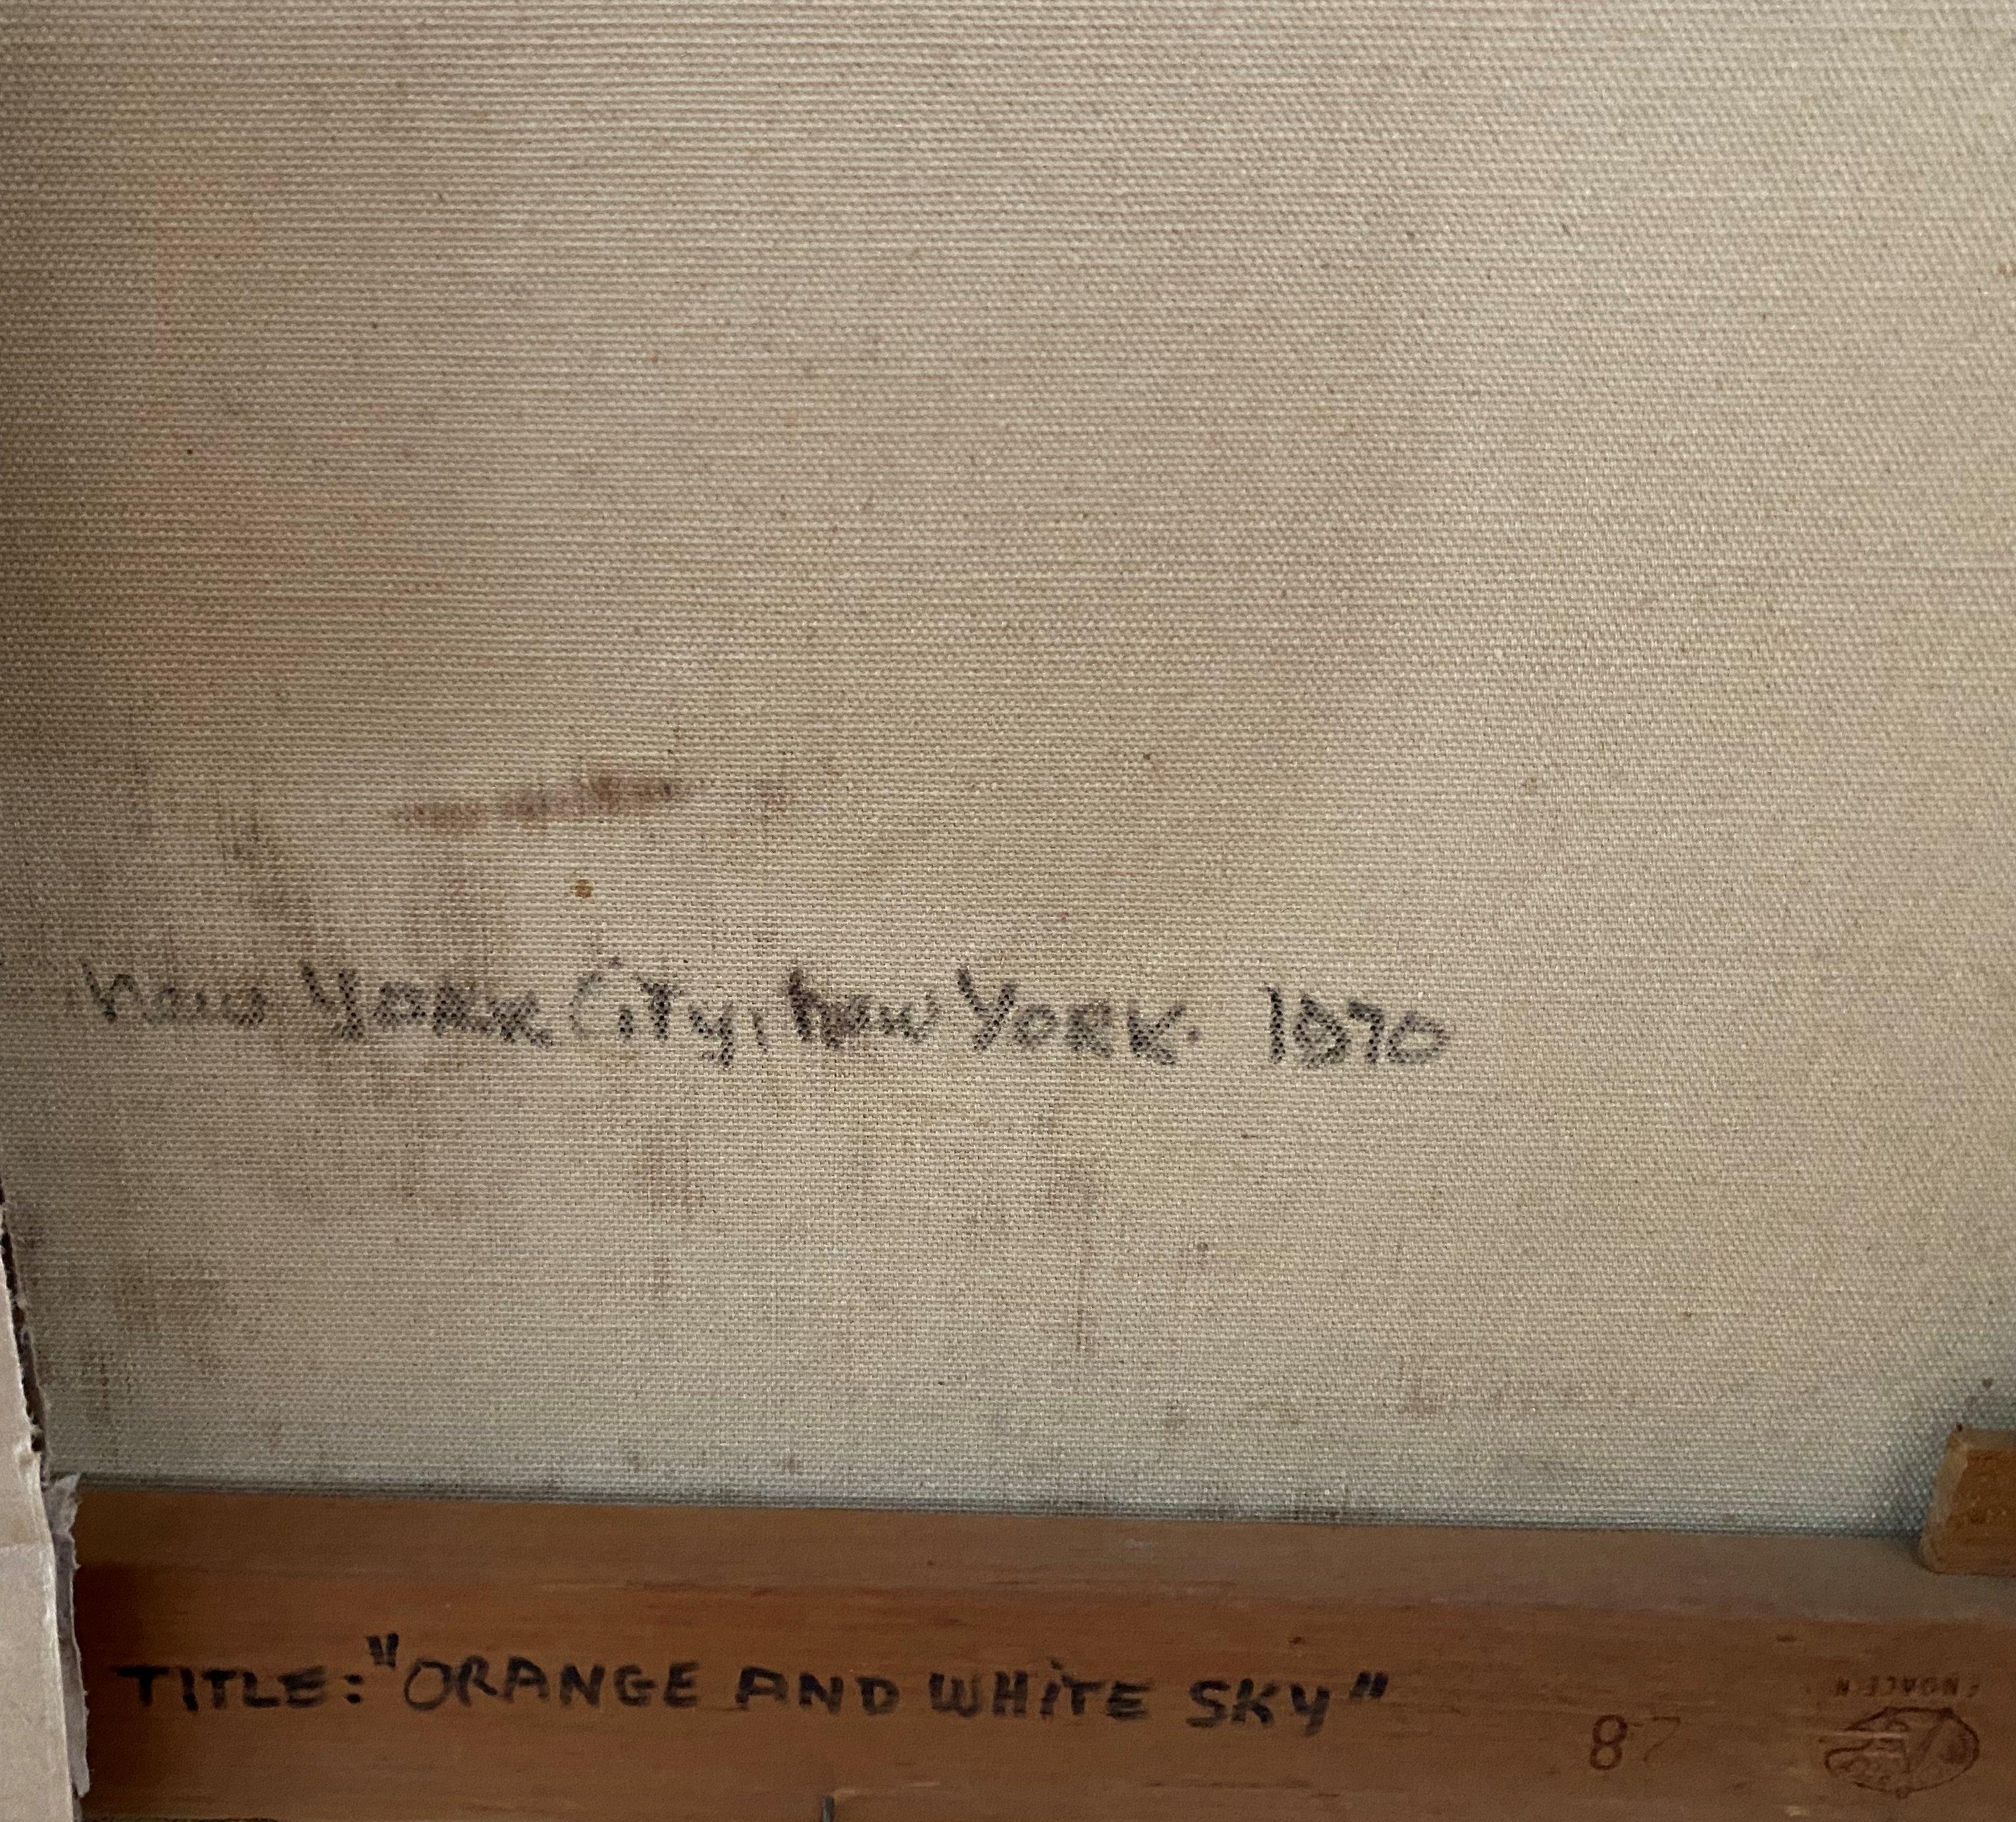 New York City, New York. 1970
TITLE: "ORANGE AND WHITE SKY"
87